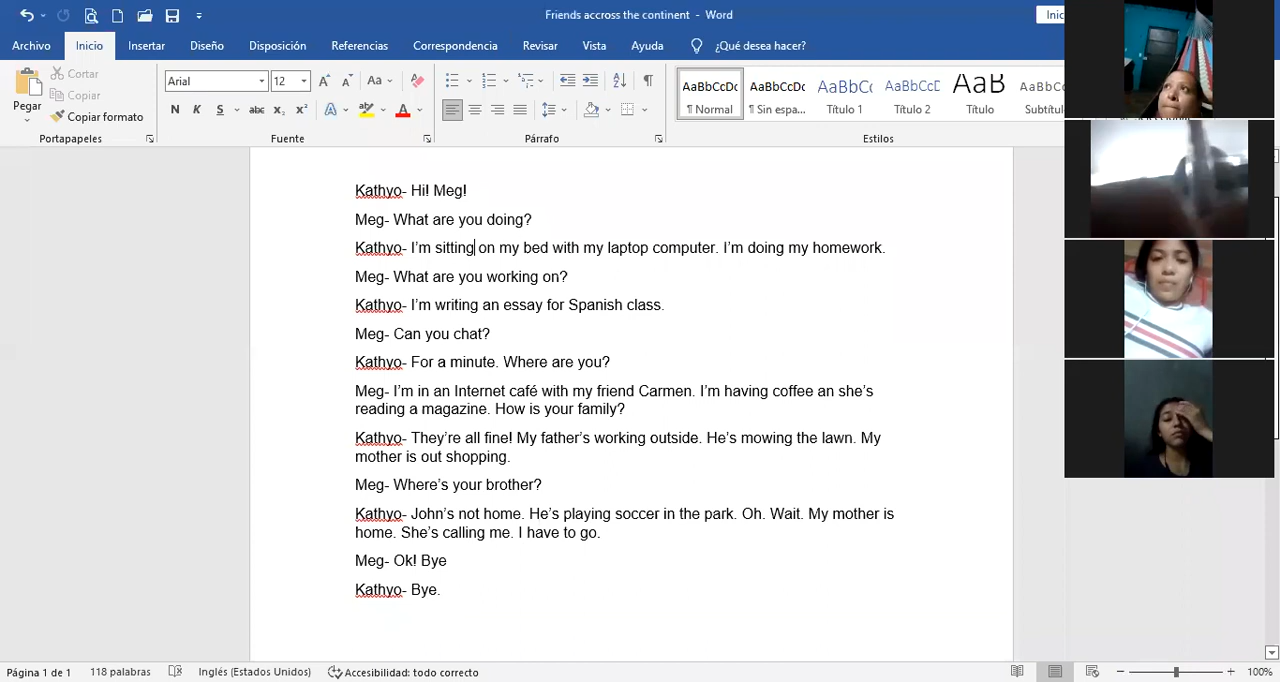 Friends accross the continent - Word
Inic
Archivo Inicio Insertar Diseño Disposición Referencias Correspondencia Revisar Vista Ayuda ¿Qué desea hacer?
Pegar
Cortar
Copiar
Copiar formato
Arial 12 Aa
N K S abc x₂ x² A A
AaBbCcDc AaBbCcDc AaBbCc AaBbCcD AaB AaBbCc
¶ Normal ¶ Sin espa... Título 1 Título 2 Título Subtítul
Portapapeles Fuente Párrafo Estilos
Kathyo- Hi! Meg!
Meg- What are you doing?
Kathyo- I'm sitting on my bed with my laptop computer. I'm doing my homework.
Meg- What are you working on?
Kathyo- I'm writing an essay for Spanish class.
Meg- Can you chat?
Kathyo- For a minute. Where are you?
Meg- I'm in an Internet café with my friend Carmen. I'm having coffee an she's
reading a magazine. How is your family?
Kathyo- They're all fine! My father's working outside. He's mowing the lawn. My
mother is out shopping.
Meg- Where's your brother?
Kathyo- John's not home. He's playing soccer in the park. Oh. Wait. My mother is
home. She's calling me. I have to go.
Meg- Ok! Bye
Kathyo- Bye.
Página 1 de 1 118 palabras Inglés (Estados Unidos) Accesibilidad: todo correcto 100%